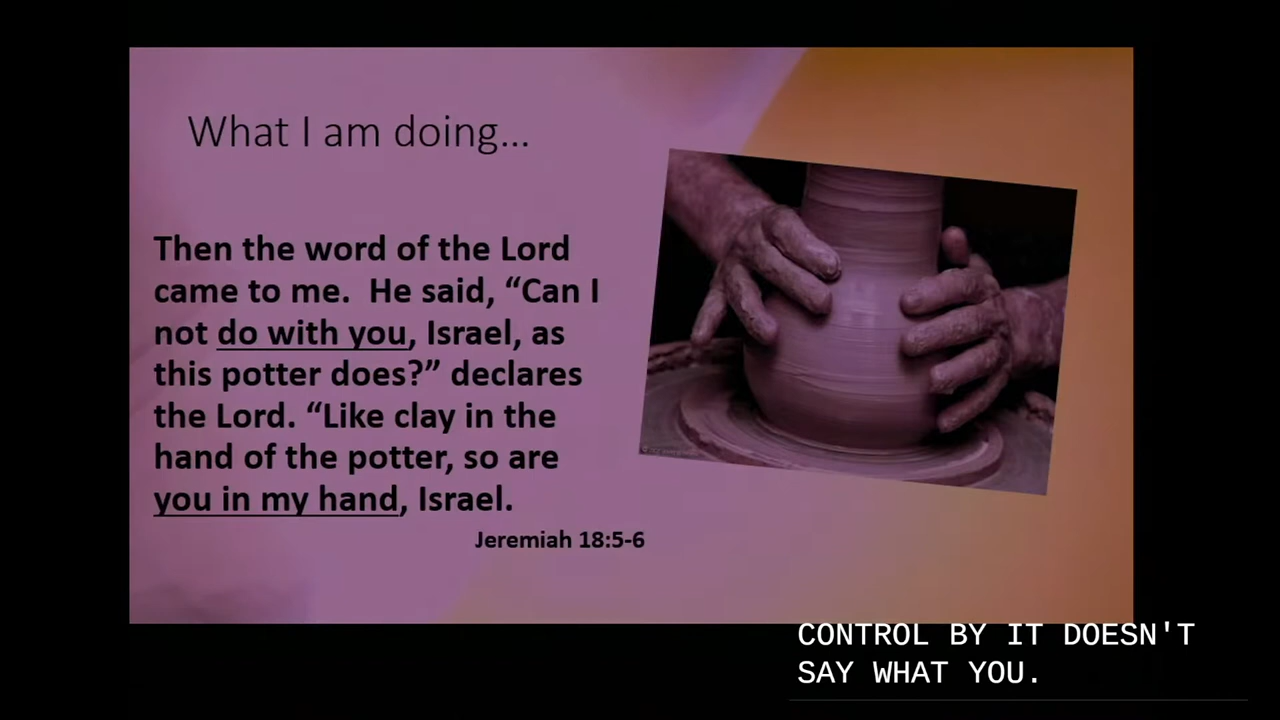 What I am doing...
Then the word of the Lord
came to me.  He said, “Can I
not do with you, Israel, as
this potter does?” declares
the Lord. “Like clay in the
hand of the potter, so are
you in my hand, Israel.
Jeremiah 18:5-6
CONTROL BY IT DOESN'T
SAY WHAT YOU.